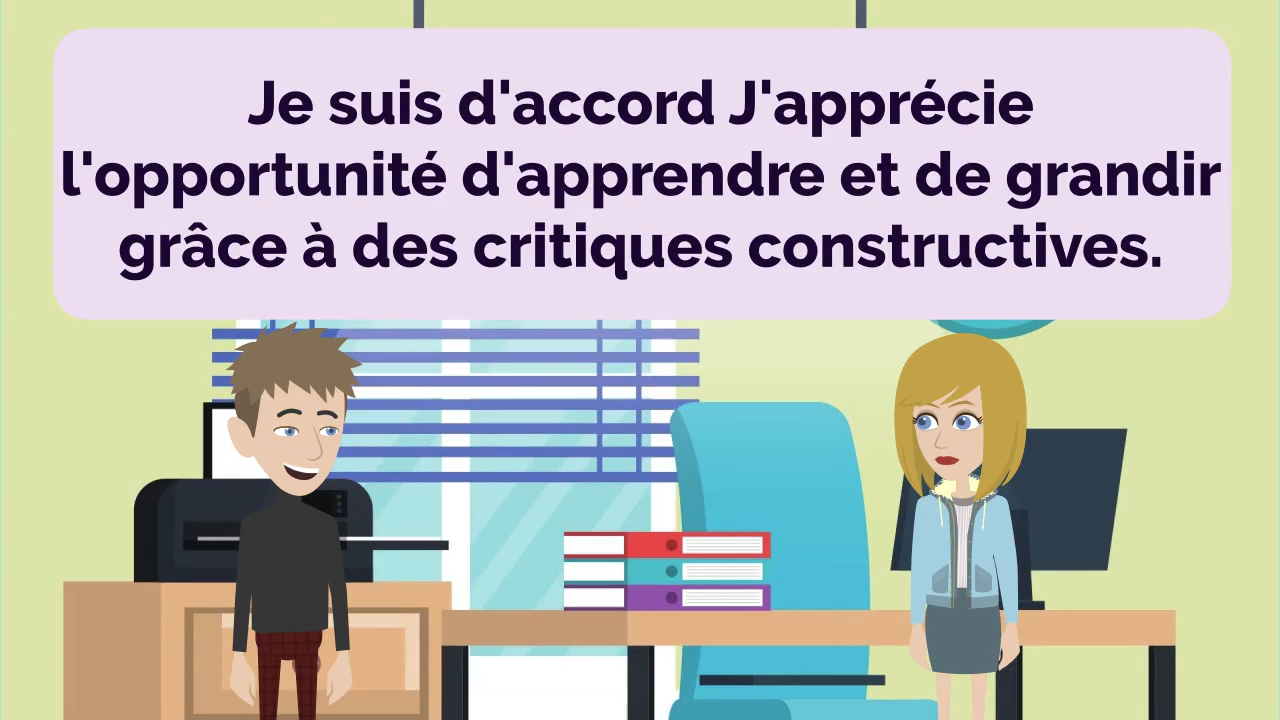 Je suis d'accord J'apprécie
l'opportunité d'apprendre et de grandir
grâce à des critiques constructives.